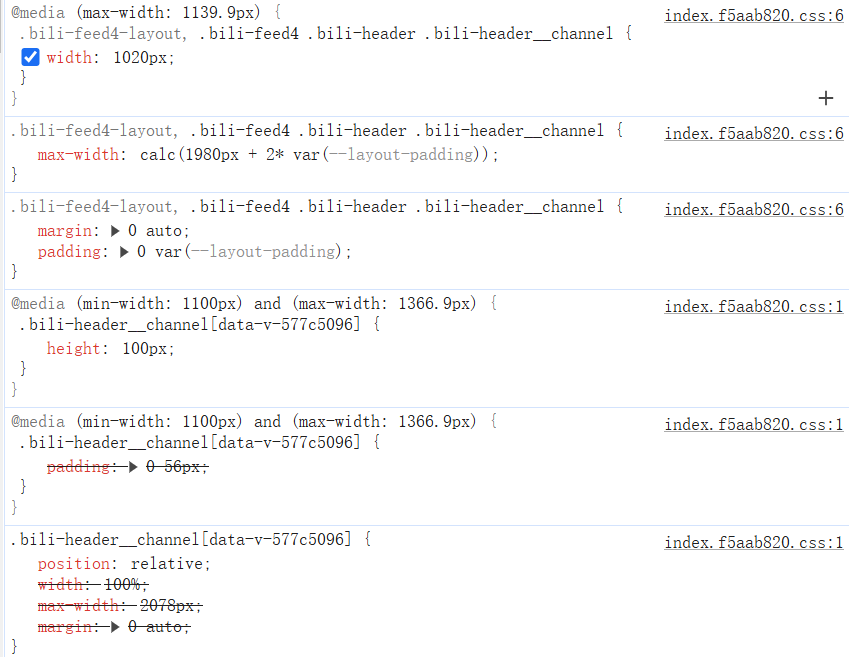 @media (max-width: 1139.9px) { index.f5aab820.css:6
.bili-feed4-layout, .bili-feed4 .bili-header .bili-header__channel {
width: 1020px;
}
}
.bili-feed4-layout, .bili-feed4 .bili-header .bili-header__channel { index.f5aab820.css:6
max-width: calc(1980px + 2* var(--layout-padding));
}
.bili-feed4-layout, .bili-feed4 .bili-header .bili-header__channel { index.f5aab820.css:6
margin: ▶ 0 auto;
padding: ▶ 0 var(--layout-padding);
}
@media (min-width: 1100px) and (max-width: 1366.9px) { index.f5aab820.css:1
.bili-header__channel[data-v-577c5096] {
height: 100px;
}
}
@media (min-width: 1100px) and (max-width: 1366.9px) { index.f5aab820.css:1
.bili-header__channel[data-v-577c5096] {
padding: ▶ 0 56px;
}
}
.bili-header__channel[data-v-577c5096] { index.f5aab820.css:1
position: relative;
width: 100%;
max-width: 2078px;
margin: ▶ 0 auto;
}